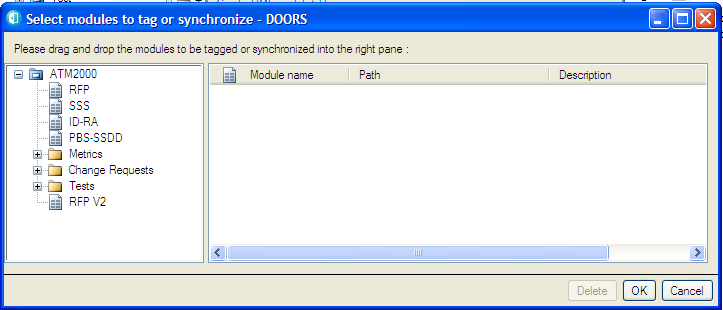 Select modules to tag or synchronize - DOORS
Please drag and drop the modules to be tagged or synchronized into the right pane :
ATM2000
RFP
SSS
ID-RA
PBS-SSDD
Metrics
Change Requests
Tests
RFP V2
Module name Path Description
Delete OK Cancel